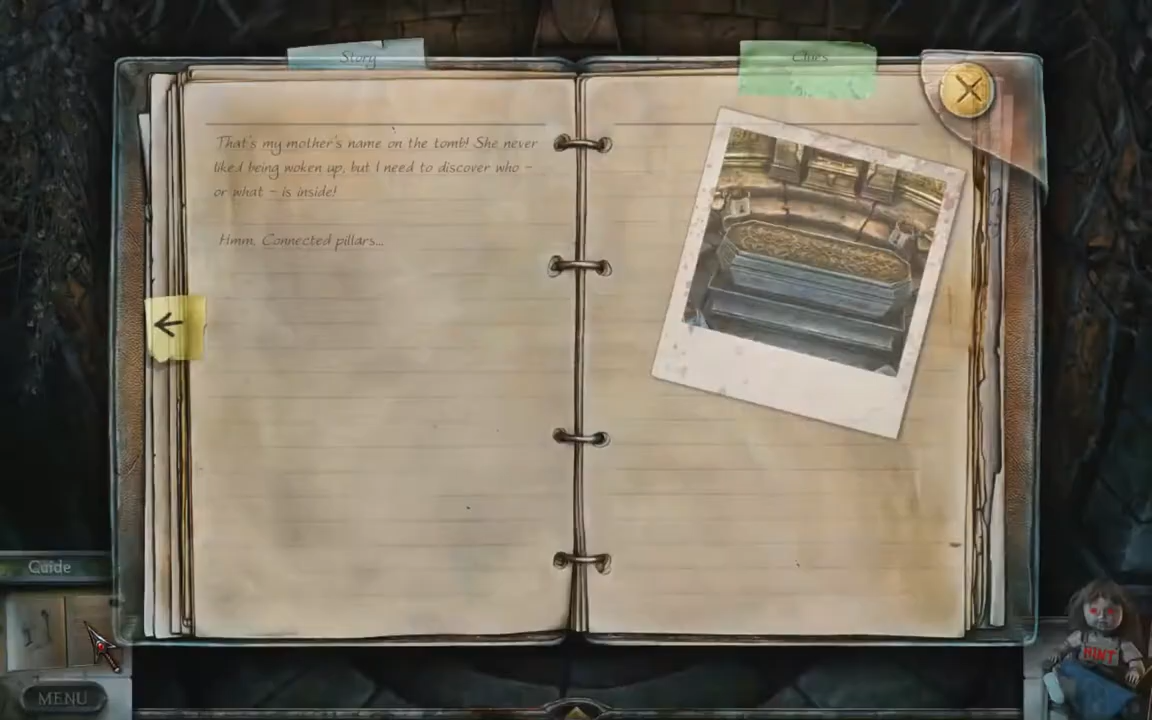 Story
Clues
That's my mother's name on the tomb! She never
liked being woken up, but I need to discover who -
or what - is inside!
Hmm. Connected pillars...
Guide
HINT
MENU